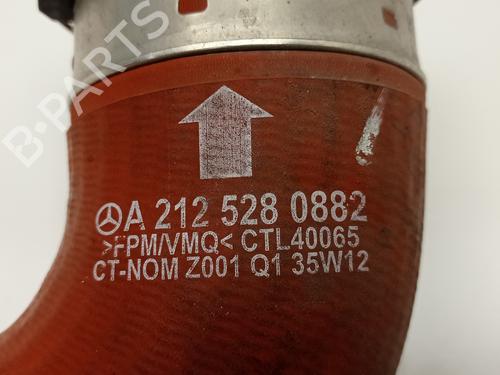 B-PARTS
A 212 528 0882
>FPM/VMQ< CTL40065
CT-NOM Z001 Q1 35W12